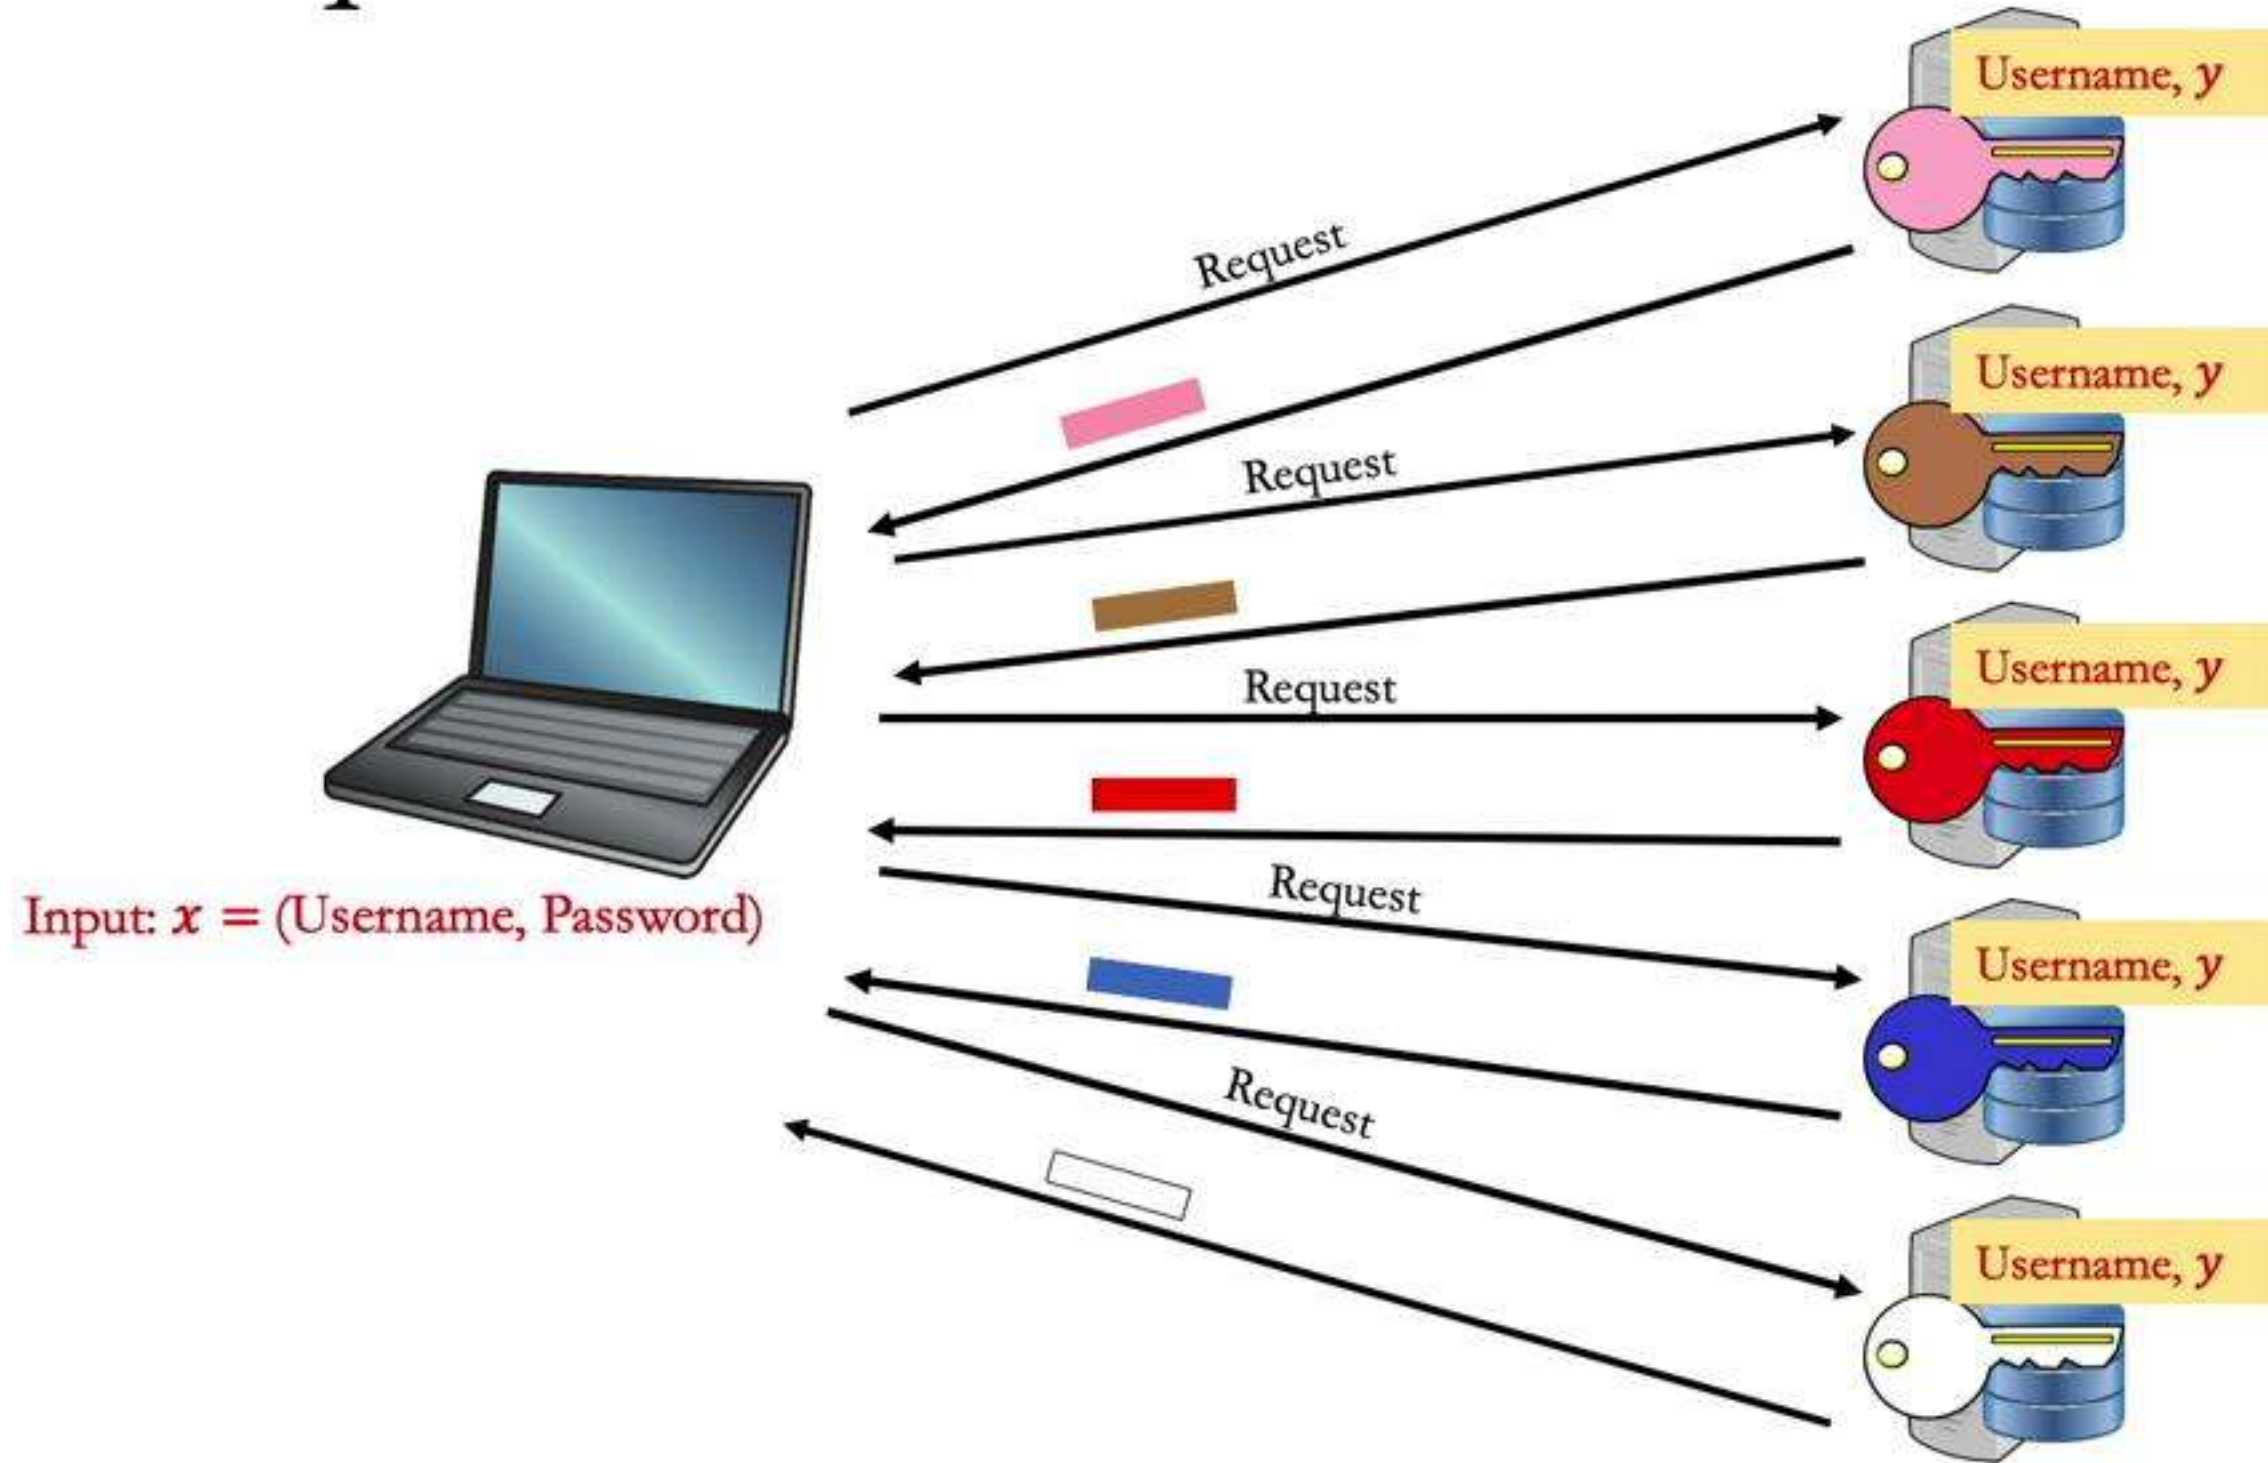 Username, y
Request
Username, y
Request
Username, y
Request
Request
Input: x = (Username, Password)
Username, y
Request
Username, y